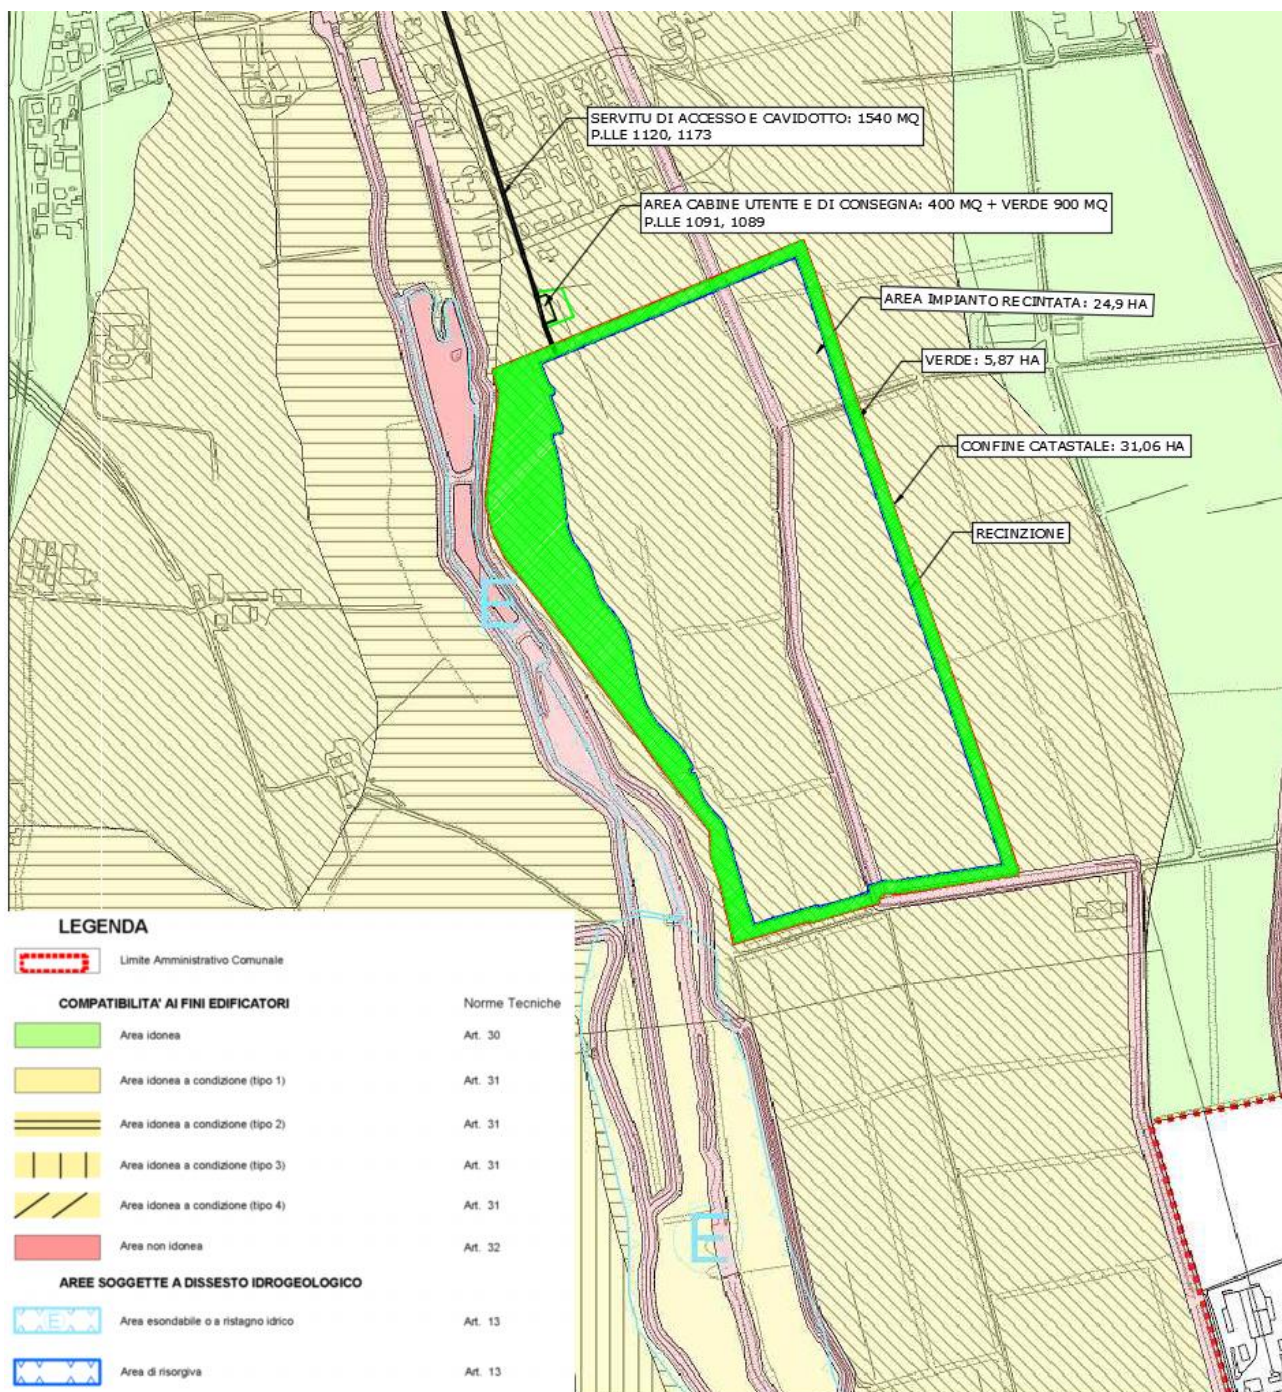 SERVITU DI ACCESSO E CAVIDOTTO: 1540 MQ
P.LLE 1120, 1173
AREA CABINE UTENTE E DI CONSEGNA: 400 MQ + VERDE 900 MQ
P.LLE 1091, 1089
AREA IMPIANTO RECINTATA: 24,9 HA
VERDE: 5,87 HA
CONFINE CATASTALE: 31,06 HA
RECINZIONE
E
E
LEGENDA
Limite Amministrativo Comunale
COMPATIBILITA' AI FINI EDIFICATORI Norme Tecniche
Area idonea Art. 30
Area idonea a condizione (tipo 1) Art. 31
Area idonea a condizione (tipo 2) Art. 31
Area idonea a condizione (tipo 3) Art. 31
Area idonea a condizione (tipo 4) Art. 31
Area non idonea Art. 32
AREE SOGGETTE A DISSESTO IDROGEOLOGICO
E Area esondabile o a ristagno idrico Art. 13
Area di risorgiva Art. 13